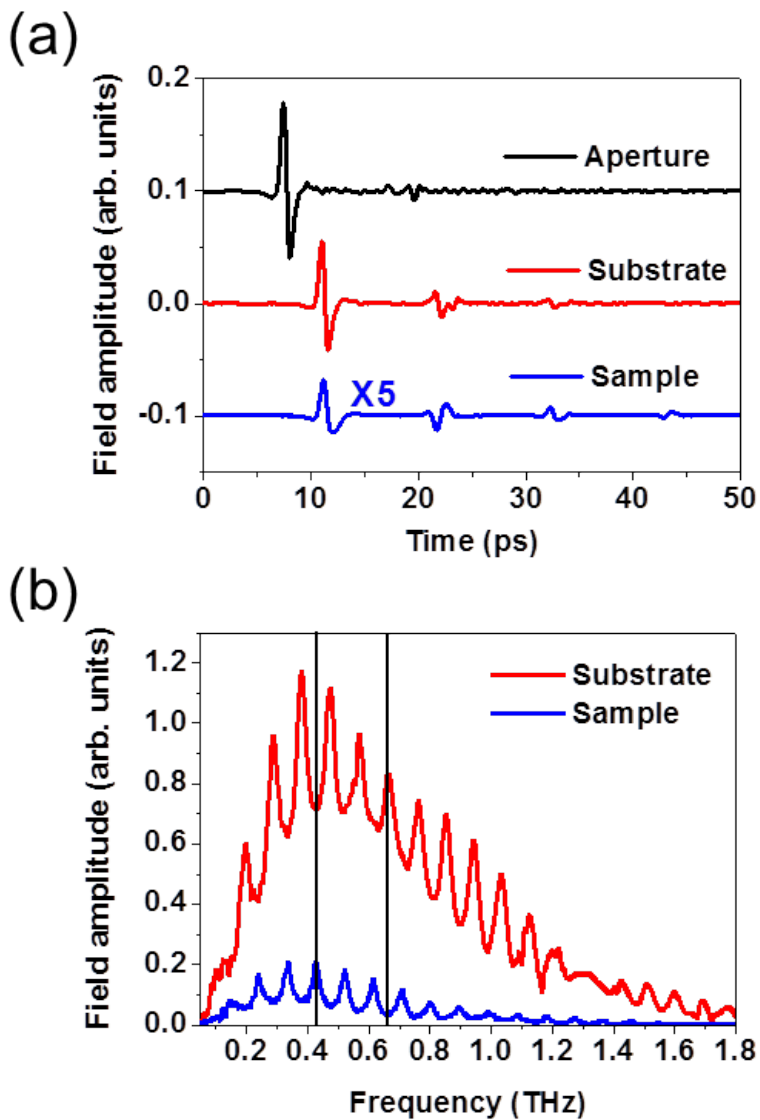 (a)
Field amplitude (arb. units)
0.2
0.1
0.0
-0.1
Aperture
Substrate
Sample
X5
0 10 20 30 40 50
Time (ps)
(b)
Field amplitude (arb. units)
1.2
1.0
0.8
0.6
0.4
0.2
0.0
Substrate
Sample
0.2 0.4 0.6 0.8 1.0 1.2 1.4 1.6 1.8
Frequency (THz)